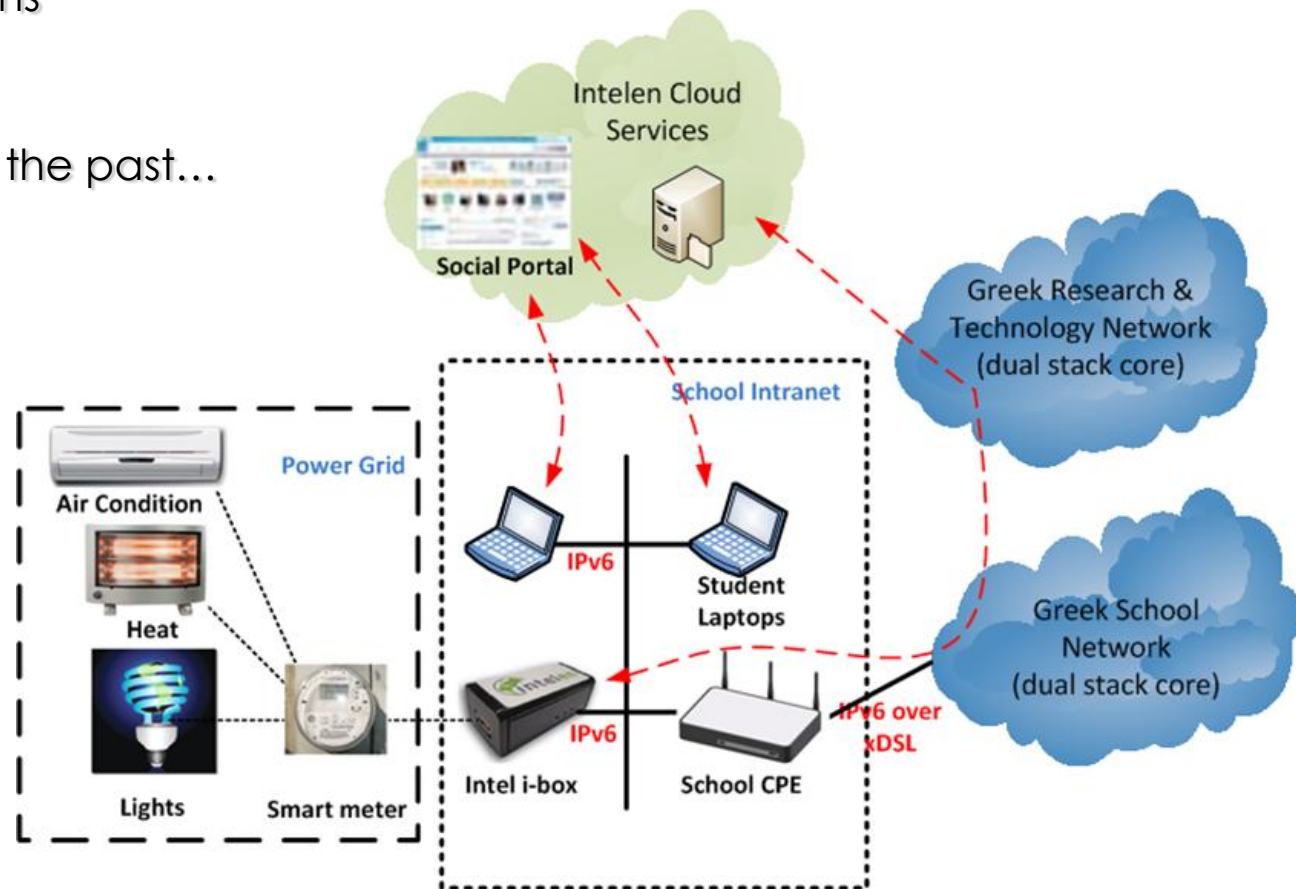 the past...
Intelen Cloud
Services
Social Portal
Greek Research &
Technology Network
(dual stack core)
School Intranet
Power Grid
Air Condition
IPv6
Student
Laptops
Heat
Greek School
Network
(dual stack core)
intelen
IPv6
IPv6 over
xDSL
Intel i-box
School CPE
Lights
Smart meter